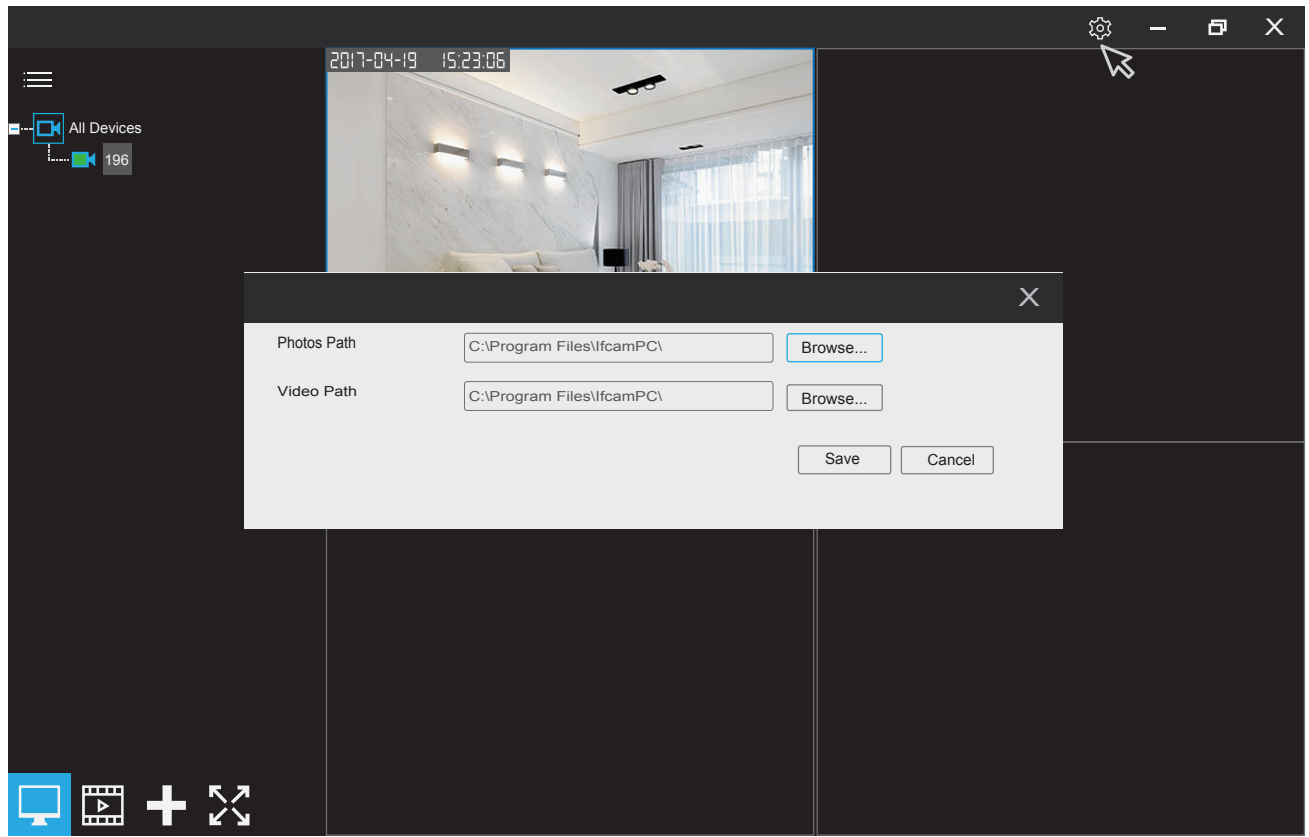 2017-04-19 15:23:06
All Devices
196
Photos Path C:\Program Files\IfcamPC\ Browse...
Video Path C:\Program Files\IfcamPC\ Browse...
Save Cancel